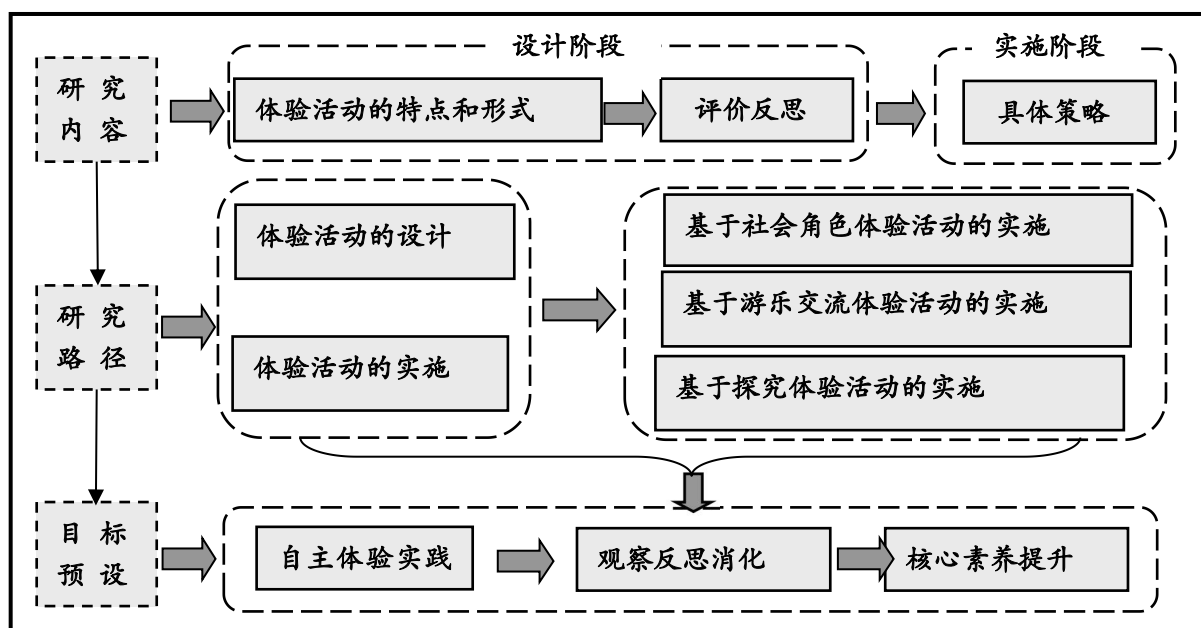 设计阶段
实施阶段
研 究
内 容
体验活动的特点和形式
评价反思
具体策略
研 究
路 径
体验活动的设计
体验活动的实施
基于社会角色体验活动的实施
基于游乐交流体验活动的实施
基于探究体验活动的实施
目 标
预 设
自主体验实践
观察反思消化
核心素养提升